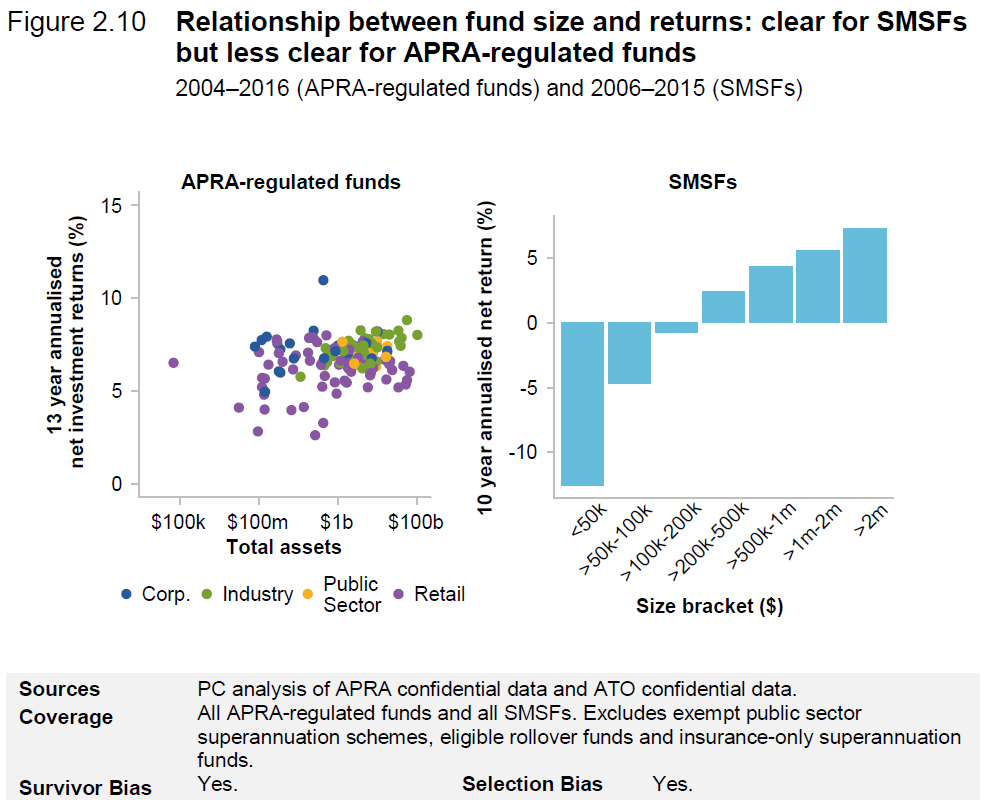 Figure 2.10 Relationship between fund size and returns: clear for SMSFs
but less clear for APRA-regulated funds
2004–2016 (APRA-regulated funds) and 2006–2015 (SMSFs)
APRA-regulated funds
13 year annualised
net investment returns (%)
15
10
5
0
$100k $100m $1b $100b
Total assets
Corp. Industry Public Sector Retail
SMSFs
10 year annualised net return (%)
5
0
-5
-10
<50k >50k-100k >100k-200k >200k-500k >500k-1m >1m-2m >2m
Size bracket ($)
Sources PC analysis of APRA confidential data and ATO confidential data.
Coverage All APRA-regulated funds and all SMSFs. Excludes exempt public sector
superannuation schemes, eligible rollover funds and insurance-only superannuation
funds.
Survivor Bias Yes. Selection Bias Yes.